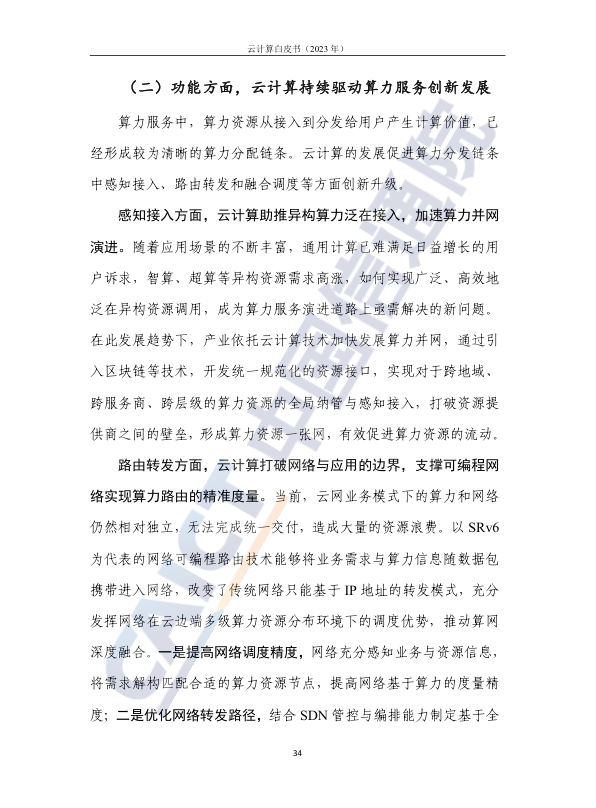 云计算白皮书（2023 年）
（二）功能方面，云计算持续驱动算力服务创新发展
算力服务中，算力资源从接入到分发给用户产生计算价值，已
经形成较为清晰的算力分配链条。云计算的发展促进算力分发链条
中感知接入、路由转发和融合调度等方面创新升级。
感知接入方面，云计算助推异构算力泛在接入，加速算力并网
演进。随着应用场景的不断丰富，通用计算已难满足日益增长的用
户诉求，智算、超算等异构资源需求高涨，如何实现广泛、高效地
泛在异构资源调用，成为算力服务演进道路上亟需解决的新问题。
在此发展趋势下，产业依托云计算技术加快发展算力并网，通过引
入区块链等技术，开发统一规范化的资源接口，实现对于跨地域、
跨服务商、跨层级的算力资源的全局纳管与感知接入，打破资源提
供商之间的壁垒，形成算力资源一张网，有效促进算力资源的流动。
路由转发方面，云计算打破网络与应用的边界，支撑可编程网
络实现算力路由的精准度量。当前，云网业务模式下的算力和网络
仍然相对独立，无法完成统一交付，造成大量的资源浪费。以 SRv6
为代表的网络可编程路由技术能够将业务需求与算力信息随数据包
携带进入网络，改变了传统网络只能基于 IP 地址的转发模式，充分
发挥网络在云边端多级算力资源分布环境下的调度优势，推动算网
深度融合。一是提高网络调度精度，网络充分感知业务与资源信息，
将需求解构匹配合适的算力资源节点，提高网络基于算力的度量精
度；二是优化网络转发路径，结合 SDN 管控与编排能力制定基于全
34
CAICT 中国信通院